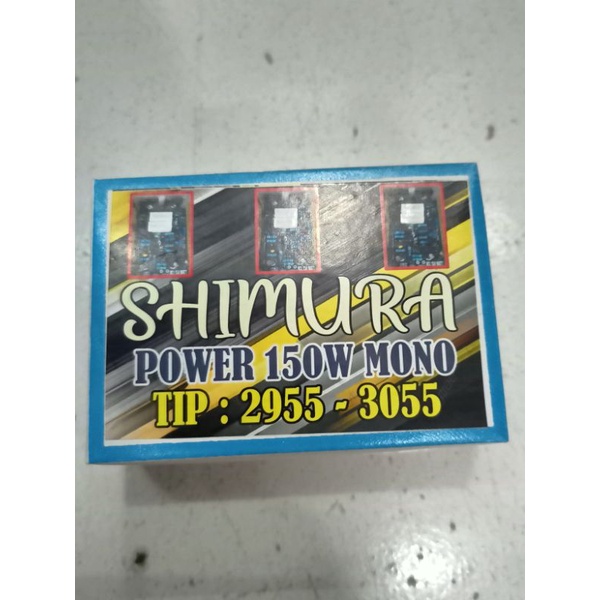 SHIMURA
POWER 150W MONO
TIP : 2955 - 3055